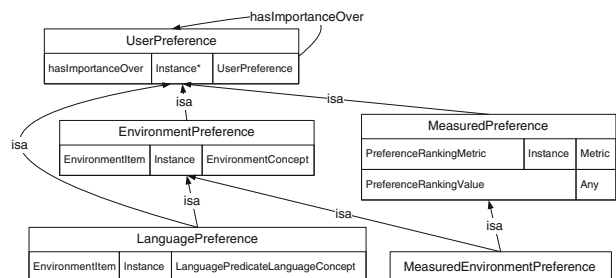 hasImportanceOver
UserPreference
hasImportanceOver Instance* UserPreference
isa
isa
isa
EnvironmentPreference
EnvironmentItem Instance EnvironmentConcept
MeasuredPreference
PreferenceRankingMetric Instance Metric
PreferenceRankingValue Any
isa
isa
isa
LanguagePreference
EnvironmentItem Instance LanguagePredicateLanguageConcept
MeasuredEnvironmentPreference